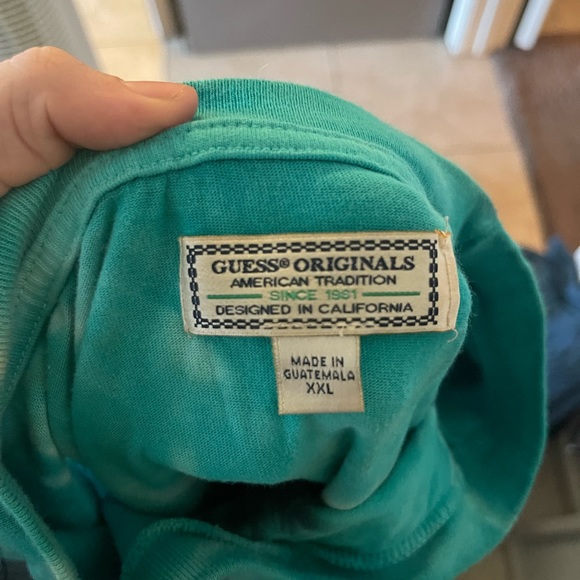 GUESS® ORIGINALS
AMERICAN TRADITION
SINCE 1981
DESIGNED IN CALIFORNIA
MADE IN
GUATEMALA
XXL